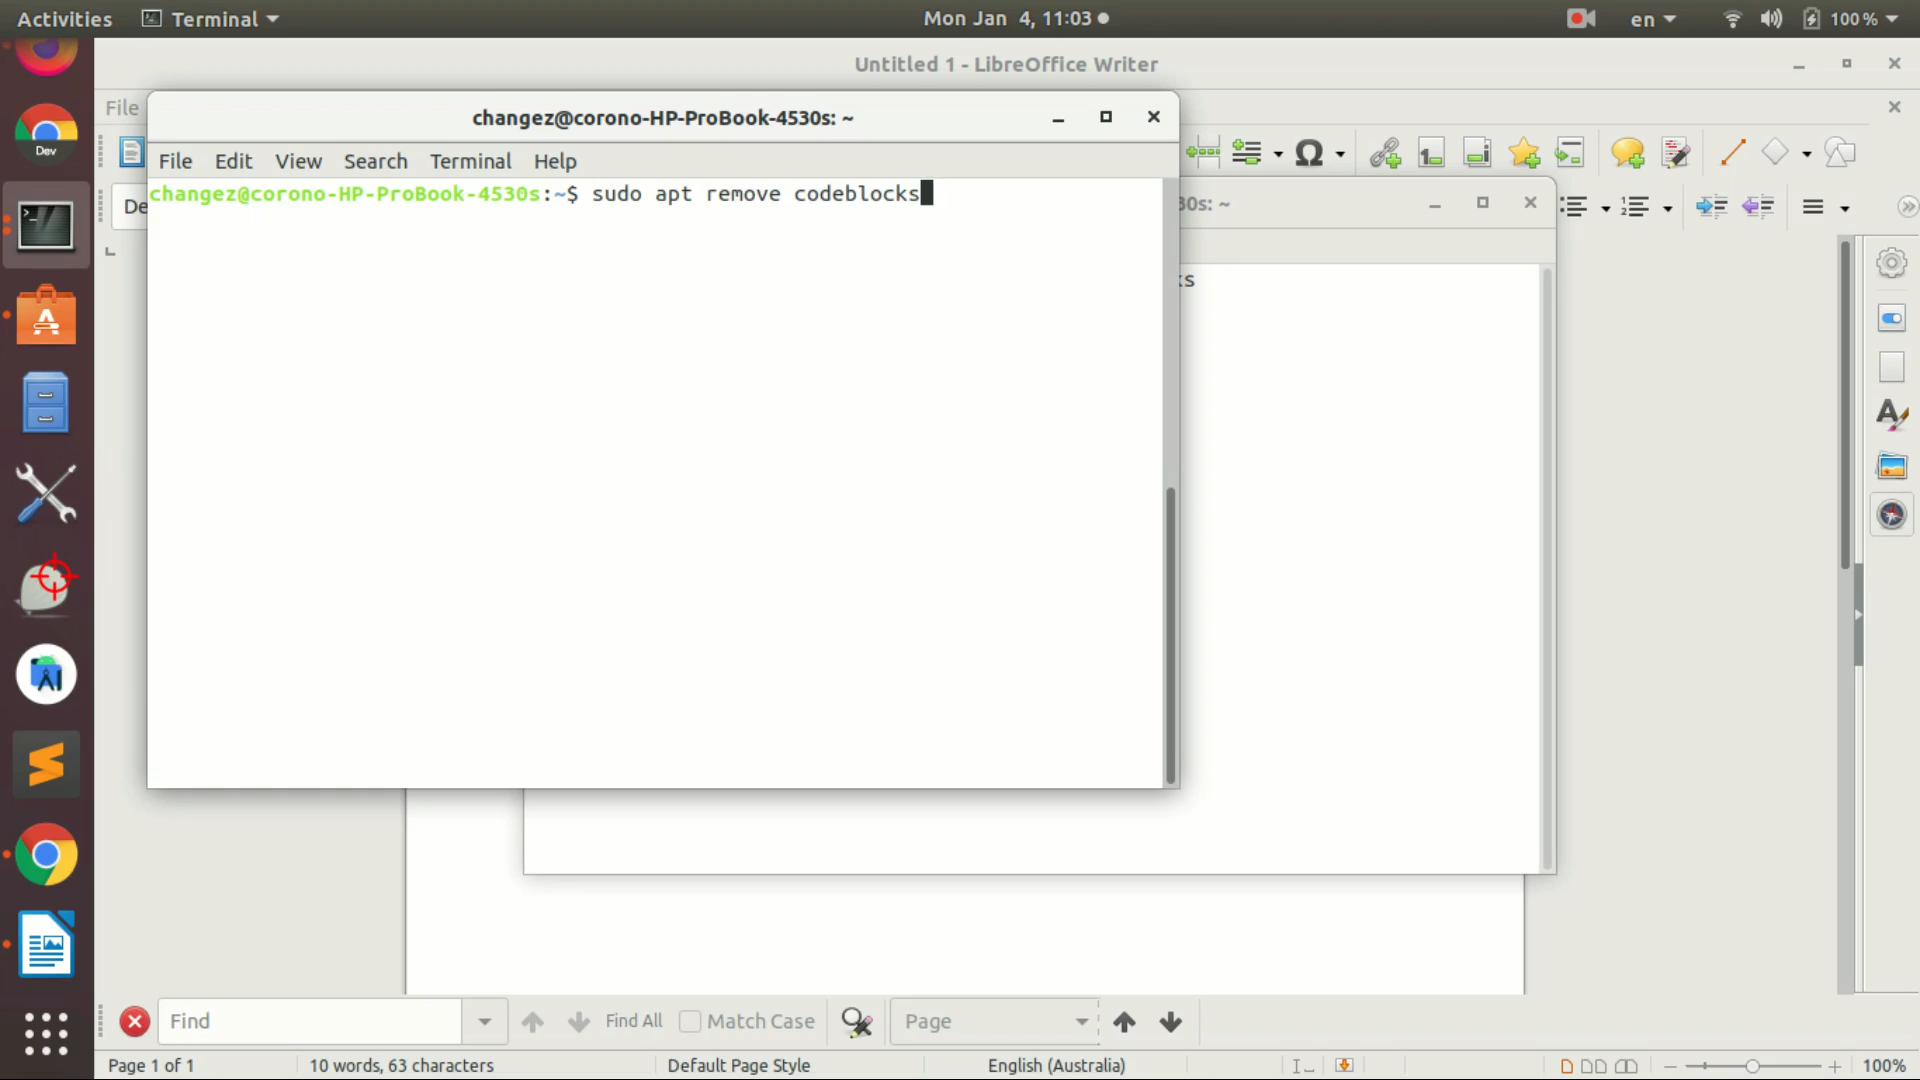 Activities Terminal Mon Jan 4, 11:03 en 100 %
Untitled 1 - LibreOffice Writer
File
changez@corono-HP-ProBook-4530s: ~
File Edit View Search Terminal Help
changez@corono-HP-ProBook-4530s:~$ sudo apt remove codeblocks
De
30s: ~
ks
Dev
Find Find All Match Case Page
Page 1 of 1 10 words, 63 characters Default Page Style English (Australia) 100%